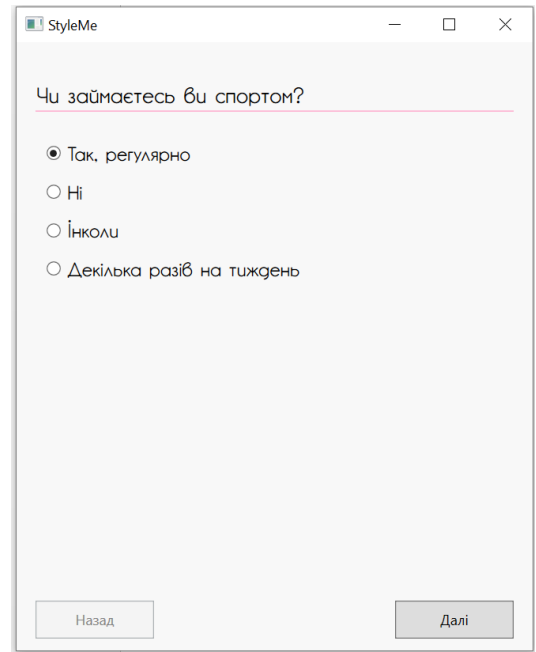 StyleMe
Чи займаєтесь ви спортом?
Так, регулярно
Ні
Інколи
Декілька разів на тиждень
Назад
Далі